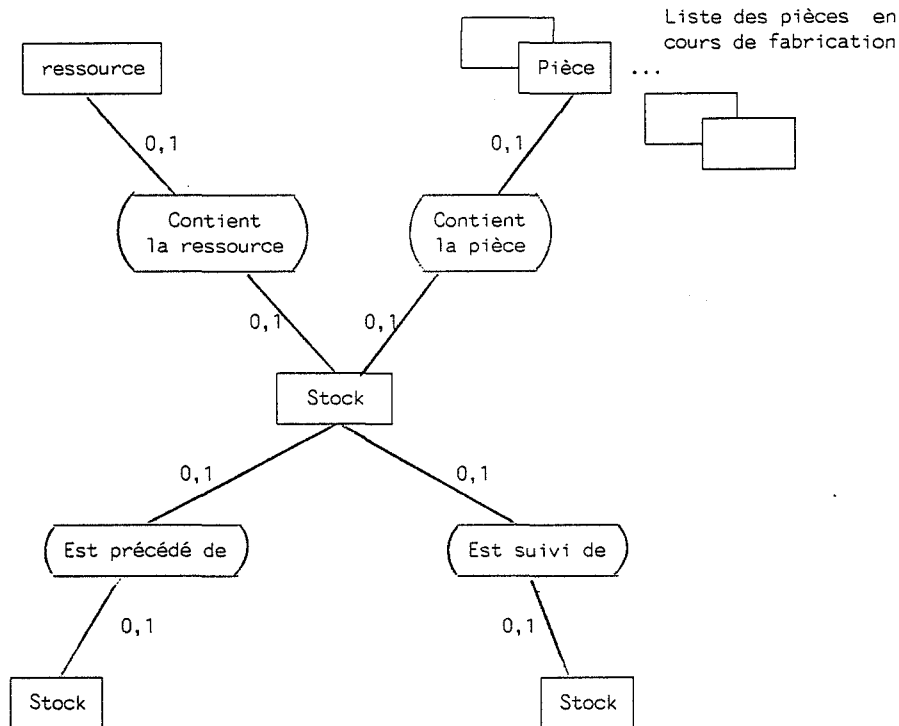 Liste des pièces en
cours de fabrication
ressource
Pièce
...
0,1
0,1
Contient
la ressource
Contient
la pièce
0,1
0,1
Stock
0,1
0,1
Est précédé de
Est suivi de
0,1
0,1
Stock
Stock